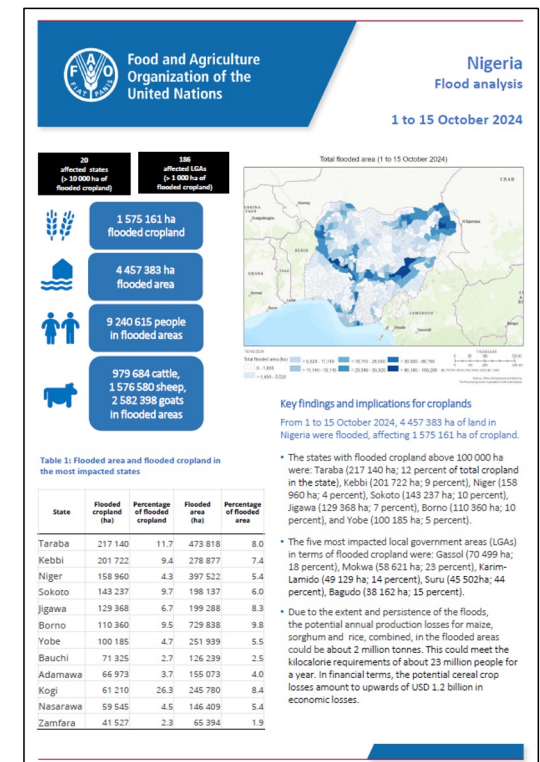 Food and Agriculture
Organization of the
United Nations
Nigeria
Flood analysis
1 to 15 October 2024
20
affected states
(> 10 000 ha of
flooded cropland)
186
affected LGAs
(> 1 000 ha of
flooded cropland)
1 575 161 ha
flooded cropland
4 457 383 ha
flooded area
9 240 615 people
in flooded areas
979 684 cattle,
1 576 580 sheep,
2 582 398 goats
in flooded areas
Total flooded area (1 to 15 October 2024)
CHAD
BENIN
GHANA
CAMEROON
Total flooded area (ha)
Key findings and implications for croplands
From 1 to 15 October 2024, 4 457 383 ha of land in
Nigeria were flooded, affecting 1 575 161 ha of cropland.
• The states with flooded cropland above 100 000 ha
were: Taraba (217 140 ha; 12 percent of total cropland
in the state), Kebbi (201 722 ha; 9 percent), Niger (158
960 ha; 4 percent), Sokoto (143 237 ha; 10 percent),
Jigawa (129 368 ha; 7 percent), Borno (110 360 ha; 10
percent), and Yobe (100 185 ha; 5 percent).
• The five most impacted local government areas (LGAs)
in terms of flooded cropland were: Gassol (70 499 ha;
18 percent), Mokwa (58 621 ha; 23 percent), Karim-
Lamido (49 129 ha; 14 percent), Suru (45 502ha; 44
percent), Bagudo (38 162 ha; 15 percent).
• Due to the extent and persistence of the floods,
the potential annual production losses for maize,
sorghum and rice, combined, in the flooded areas
could be about 2 million tonnes. This could meet the
kilocalorie requirements of about 23 million people for
a year. In financial terms, the potential cereal crop
losses amount to upwards of USD 1.2 billion in
economic losses.
Table 1: Flooded area and flooded cropland in
the most impacted states
State Flooded cropland (ha) Percentage of flooded cropland Flooded area (ha) Percentage of flooded area
Taraba 217 140 11.7 473 818 8.0
Kebbi 201 722 9.4 278 877 7.4
Niger 158 960 4.3 397 522 5.4
Sokoto 143 237 9.7 198 137 6.0
Jigawa 129 368 6.7 199 288 8.3
Borno 110 360 9.5 729 838 9.8
Yobe 100 185 4.7 251 939 5.5
Bauchi 71 325 2.7 126 239 2.5
Adamawa 66 973 3.7 155 073 4.0
Kogi 61 210 26.3 245 780 8.4
Nasarawa 59 545 4.5 146 409 5.4
Zamfara 41 527 2.3 65 394 1.9